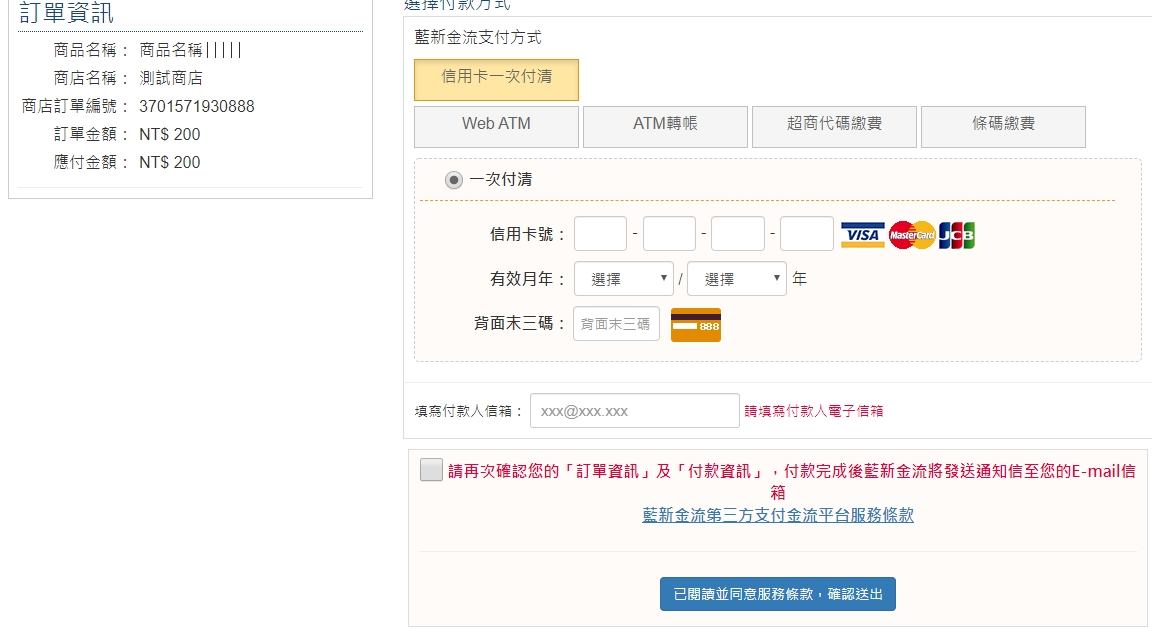 訂單資訊
商品名稱： 商品名稱|||||
商店名稱： 測試商店
商店訂單編號： 3701571930888
訂單金額： NT$ 200
應付金額： NT$ 200
選擇付款方式
藍新金流支付方式
信用卡一次付清
Web ATM
ATM轉帳
超商代碼繳費
條碼繳費
一次付清
信用卡號： - - - VISA MasterCard JCB
有效月年： 選擇 / 選擇 年
背面末三碼： 背面末三碼 888
填寫付款人信箱： xxx@xxx.xxx 請填寫付款人電子信箱
請再次確認您的「訂單資訊」及「付款資訊」，付款完成後藍新金流將發送通知信至您的E-mail信
箱
藍新金流第三方支付金流平台服務條款
已閱讀並同意服務條款，確認送出